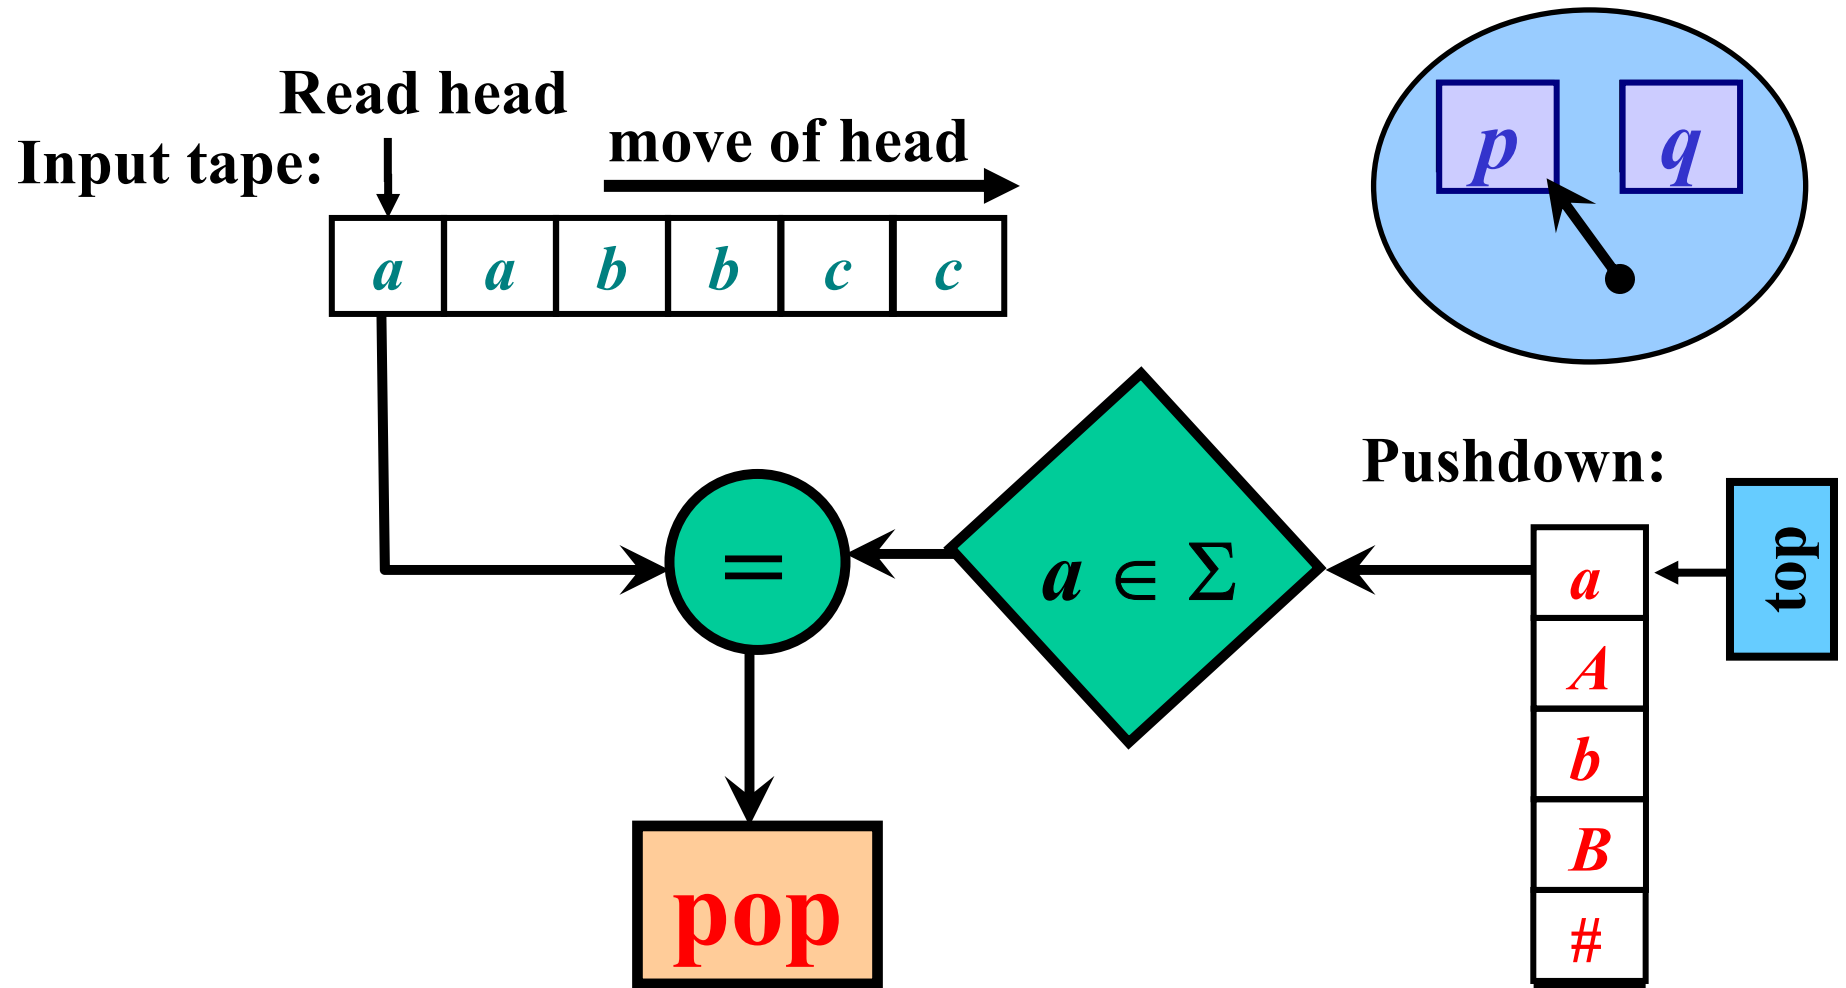 Read head
Input tape:
move of head
p q
a a b b c c
Pushdown:
top
= a ∈ Σ
a
A
b
B
#
pop